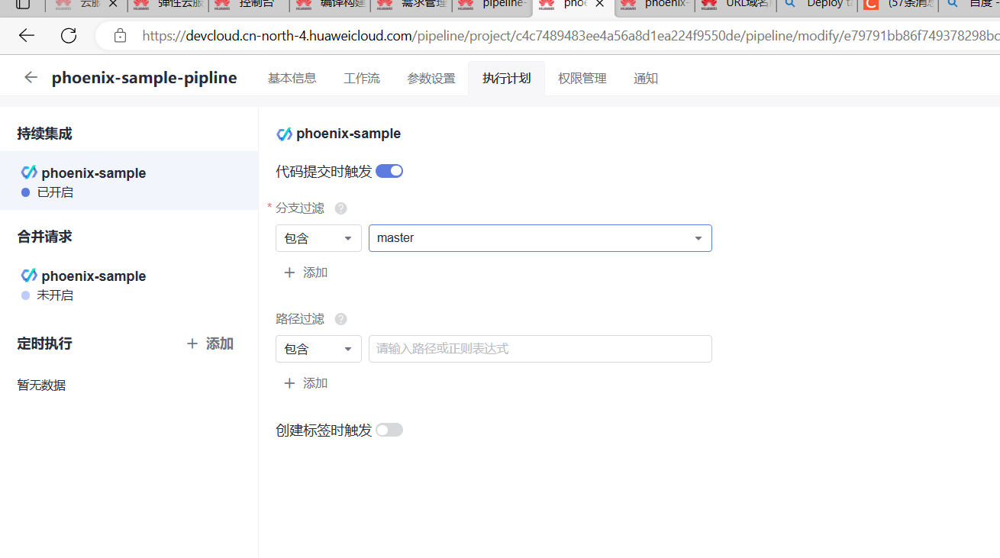 云服
弹性云服
控制台
编译构建
需求管理
pipeline-
phoe
phoenix-
URL域名
Deploy ta
(57条消息
百度 -
https://devcloud.cn-north-4.huaweicloud.com/pipeline/project/c4c7489483ee4a56a8d1ea224f9550de/pipeline/modify/e79791bb86f749378298bc
phoenix-sample-pipline 基本信息 工作流 参数设置 执行计划 权限管理 通知
持续集成
phoenix-sample
已开启
合并请求
phoenix-sample
未开启
定时执行 + 添加
暂无数据
phoenix-sample
代码提交时触发
* 分支过滤 ?
包含 master
+ 添加
路径过滤 ?
包含 请输入路径或正则表达式
+ 添加
创建标签时触发